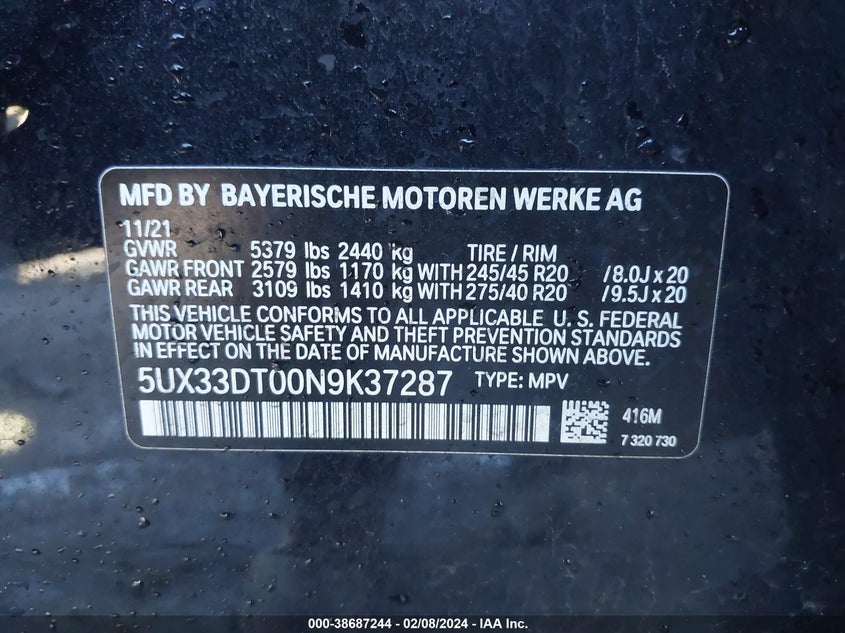 MFD BY BAYERISCHE MOTOREN WERKE AG
11/21
GVWR 5379 lbs 2440 kg TIRE / RIM
GAWR FRONT 2579 lbs 1170 kg WITH 245/45 R20 /8.0J x 20
GAWR REAR 3109 lbs 1410 kg WITH 275/40 R20 /9.5J x 20
THIS VEHICLE CONFORMS TO ALL APPLICABLE U. S. FEDERAL
MOTOR VEHICLE SAFETY AND THEFT PREVENTION STANDARDS
IN EFFECT ON THE DATE OF MANUFACTURE SHOWN ABOVE.
5UX33DT00N9K37287 TYPE: MPV
416M
7 320 730
000-38687244 - 02/08/2024 - IAA Inc.